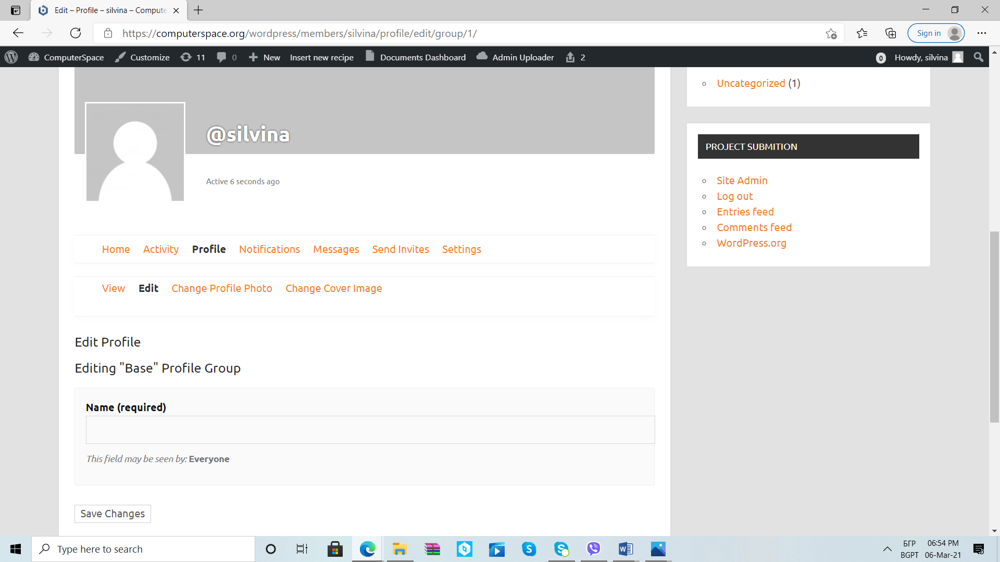 Edit – Profile – silvina – Compute
https://computerspace.org/wordpress/members/silvina/profile/edit/group/1/
Sign in
ComputerSpace Customize 11 0 New Insert new recipe Documents Dashboard Admin Uploader 2 0 Howdy, silvina
Uncategorized (1)
@silvina
Active 6 seconds ago
PROJECT SUBMITION
Site Admin
Log out
Entries feed
Comments feed
WordPress.org
Home Activity Profile Notifications Messages Send Invites Settings
View Edit Change Profile Photo Change Cover Image
Edit Profile
Editing "Base" Profile Group
Name (required)
This field may be seen by: Everyone
Save Changes
Type here to search
БГР 06:54 PM
BGPT 06-Mar-21